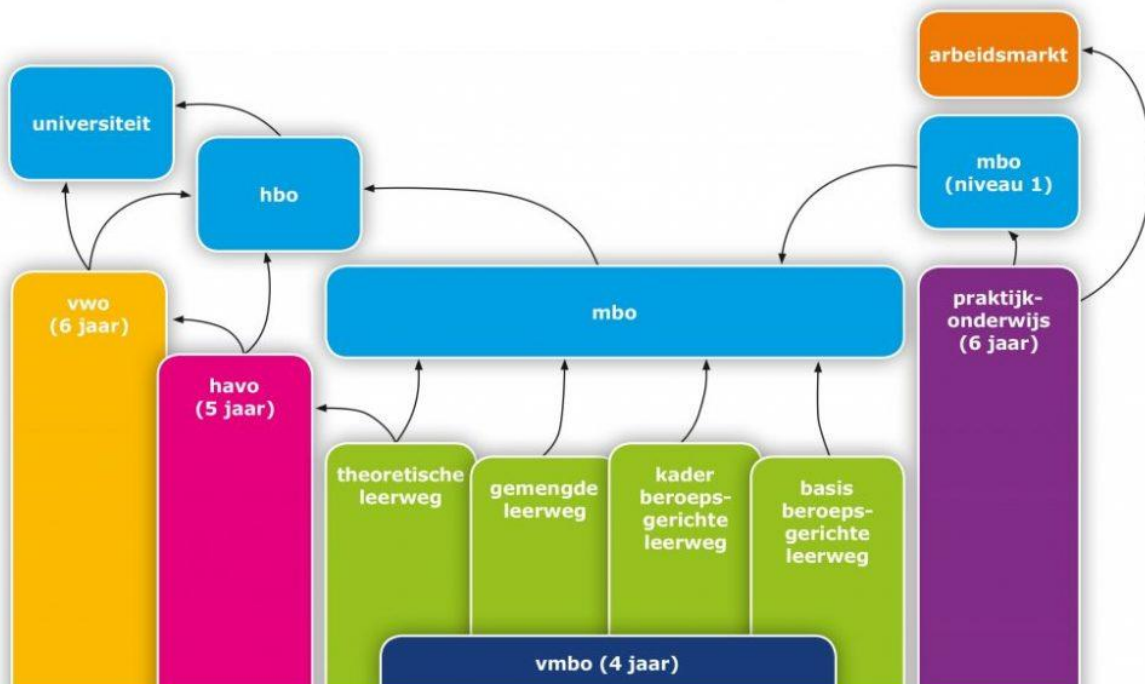 arbeidsmarkt
universiteit
mbo
(niveau 1)
hbo
vwo
(6 jaar)
mbo
praktijk-
onderwijs
(6 jaar)
havo
(5 jaar)
theoretische
leerweg
gemengde
leerweg
kader
beroeps-
gerichte
leerweg
basis
beroeps-
gerichte
leerweg
vmbo (4 jaar)